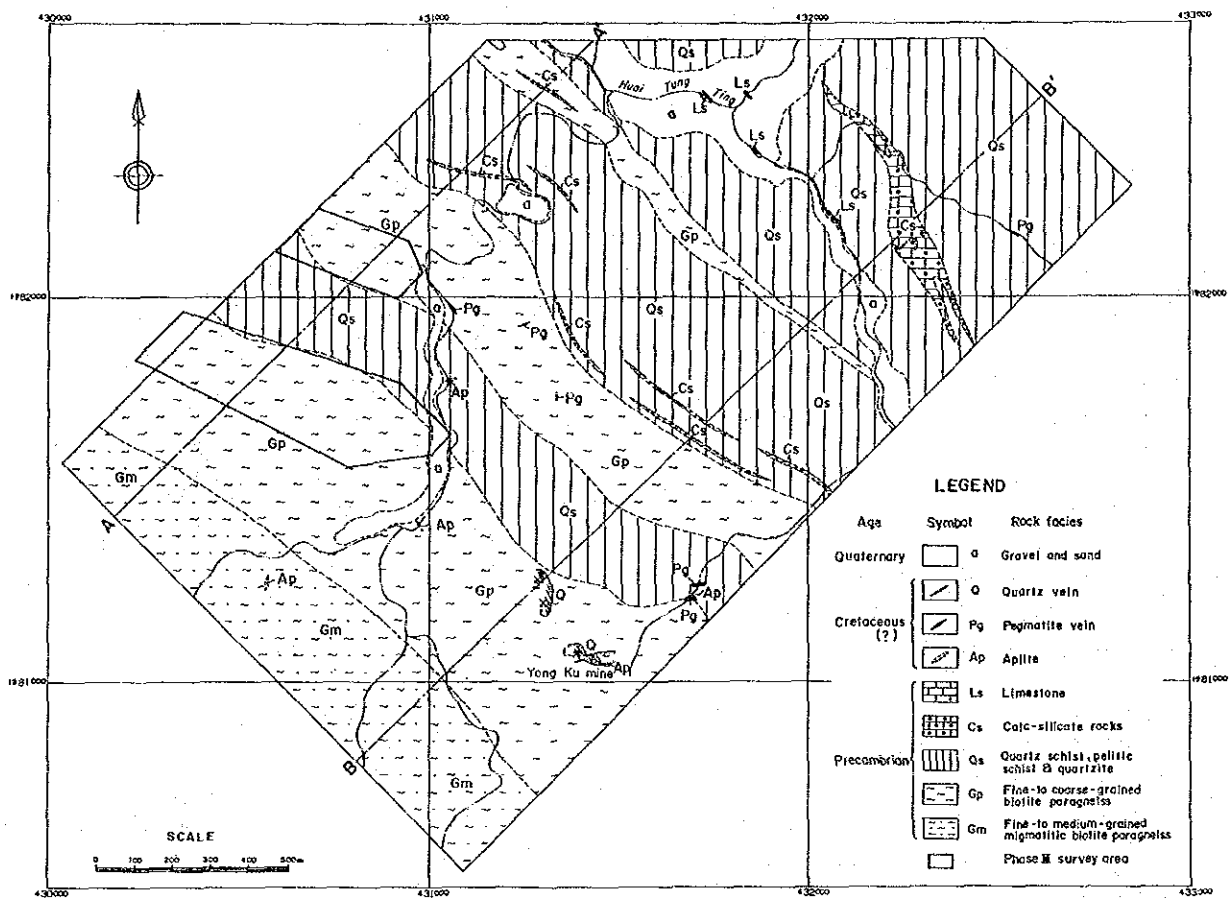 430000
431000
432000
433000
Qs
A'
Cs
Huai Tung Ting
Ls
Ls
a
B'
Ls
Qs
Cs
Cs
Qs
a
Ls
Gp
Gp
Qs
Cs
Pg
1982000
a
Pg
Qs
Pg
Cs
Qs
a
Ap
Cs
Pg
Qs
Cs
Gp
Gp
Cs
Gm
a
LEGEND
A
Qs
Age Symbol Rock facies
Ap
Quaternary a Gravel and sand
Ap
Gp
Q
Pg
Ap
Pg
Q Quartz vein
Gm
Cretaceous (?)
Pg Pegmatite vein
Q
Ap
Ap Aplite
Yong Ku mine
1981000
Ls Limestone
Cs Calc-silicate rocks
B
Precambrian
Qs Quartz schist, pelitic
schist & quartzite
Gm
Gp Fine-to coarse-grained
biotite paragneiss
Gm Fine-to medium-grained
migmatitic biotite paragneiss
SCALE
0 100 200 300 400 500m
Phase III survey area
430000
431000
432000
433000